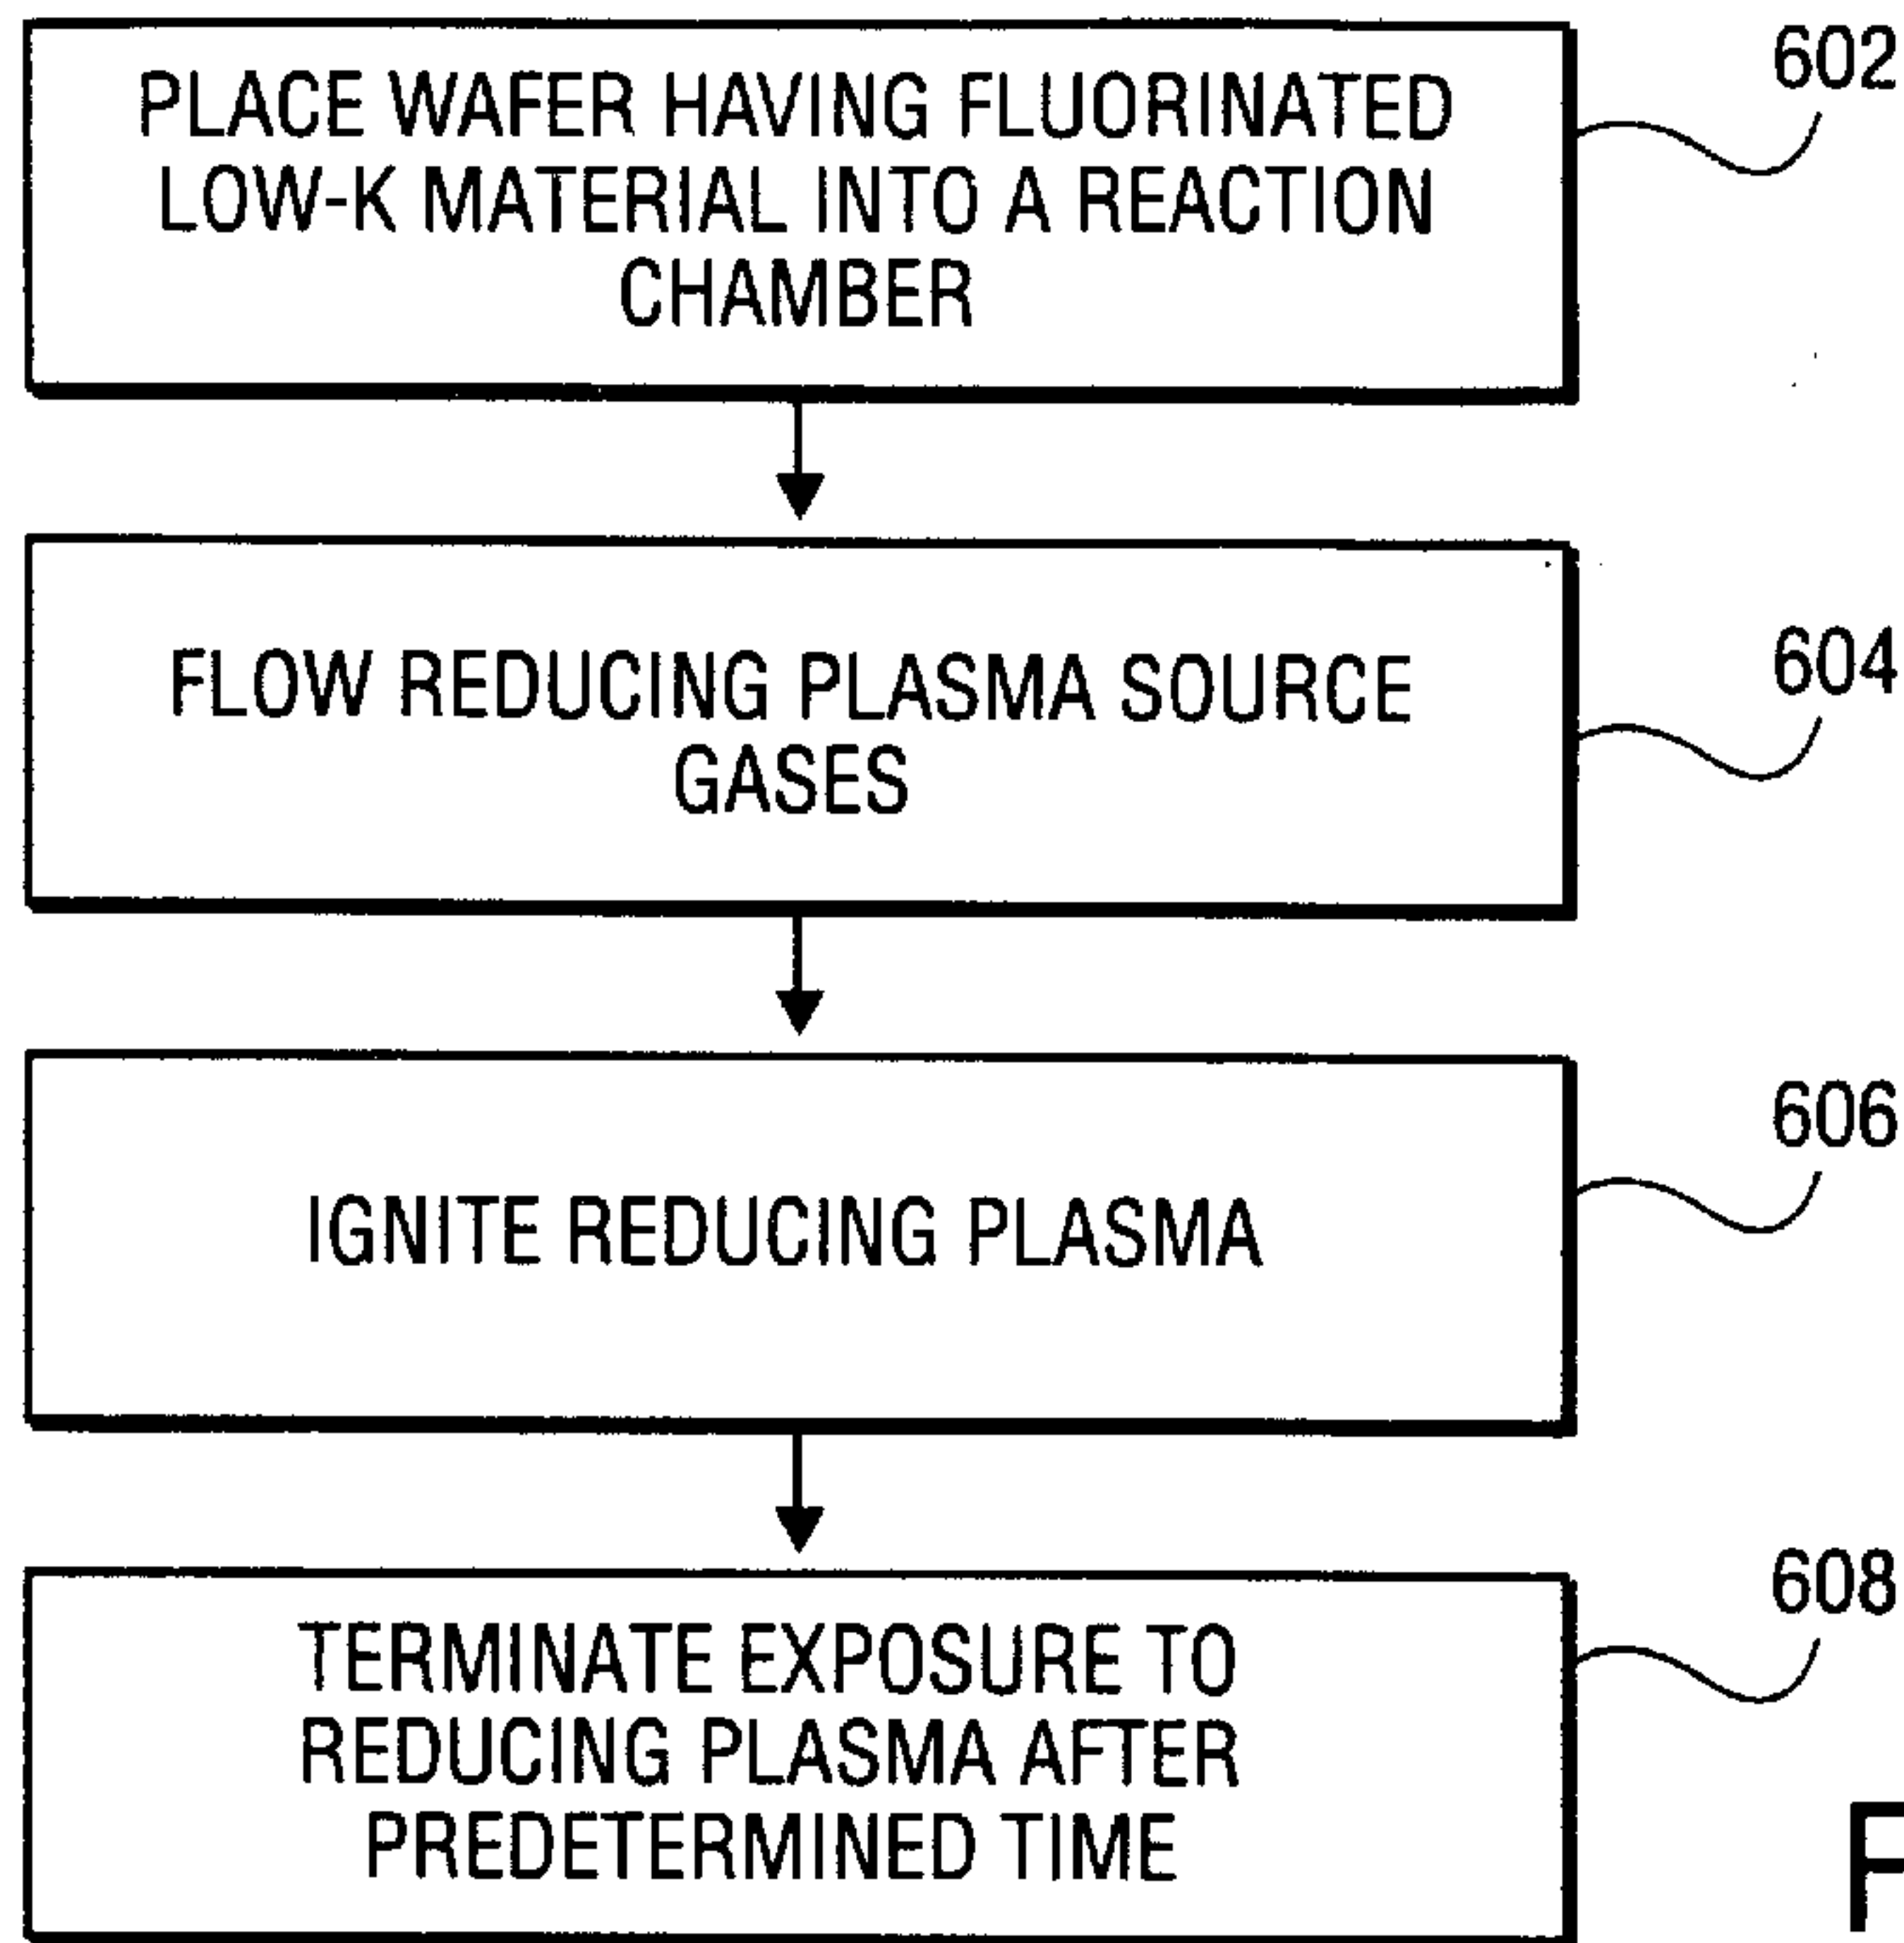 PLACE WAFER HAVING FLUORINATED
LOW-K MATERIAL INTO A REACTION
CHAMBER
602
FLOW REDUCING PLASMA SOURCE
GASES
604
IGNITE REDUCING PLASMA
606
TERMINATE EXPOSURE TO
REDUCING PLASMA AFTER
PREDETERMINED TIME
608